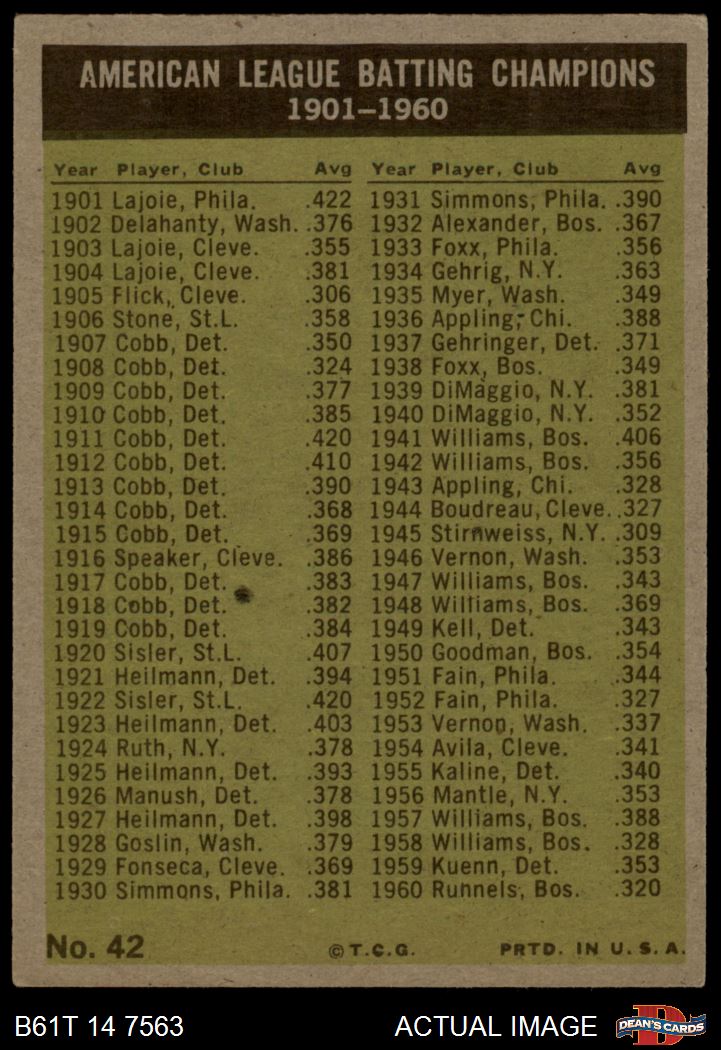 AMERICAN LEAGUE BATTING CHAMPIONS
1901–1960
Year Player, Club Avg
1901 Lajoie, Phila. .422
1902 Delahanty, Wash. .376
1903 Lajoie, Cleve. .355
1904 Lajoie, Cleve. .381
1905 Flick, Cleve. .306
1906 Stone, St.L. .358
1907 Cobb, Det. .350
1908 Cobb, Det. .324
1909 Cobb, Det. .377
1910 Cobb, Det. .385
1911 Cobb, Det. .420
1912 Cobb, Det. .410
1913 Cobb, Det. .390
1914 Cobb, Det. .368
1915 Cobb, Det. .369
1916 Speaker, Cleve. .386
1917 Cobb, Det. .383
1918 Cobb, Det. .382
1919 Cobb, Det. .384
1920 Sisler, St.L. .407
1921 Heilmann, Det. .394
1922 Sisler, St.L. .420
1923 Heilmann, Det. .403
1924 Ruth, N.Y. .378
1925 Heilmann, Det. .393
1926 Manush, Det. .378
1927 Heilmann, Det. .398
1928 Goslin, Wash. .379
1929 Fonseca, Cleve. .369
1930 Simmons, Phila. .381
Year Player, Club Avg
1931 Simmons, Phila. .390
1932 Alexander, Bos. .367
1933 Foxx, Phila. .356
1934 Gehrig, N.Y. .363
1935 Myer, Wash. .349
1936 Appling, Chi. .388
1937 Gehringer, Det. .371
1938 Foxx, Bos. .349
1939 DiMaggio, N.Y. .381
1940 DiMaggio, N.Y. .352
1941 Williams, Bos. .406
1942 Williams, Bos. .356
1943 Appling, Chi. .328
1944 Boudreau, Cleve. .327
1945 Stirnweiss, N.Y. .309
1946 Vernon, Wash. .353
1947 Williams, Bos. .343
1948 Williams, Bos. .369
1949 Kell, Det. .343
1950 Goodman, Bos. .354
1951 Fain, Phila. .344
1952 Fain, Phila. .327
1953 Vernon, Wash. .337
1954 Avila, Cleve. .341
1955 Kaline, Det. .340
1956 Mantle, N.Y. .353
1957 Williams, Bos. .388
1958 Williams, Bos. .328
1959 Kuenn, Det. .353
1960 Runnels, Bos. .320
No. 42 ©T.C.G. PRTD. IN U.S.A.
B61T 14 7563 ACTUAL IMAGE D DEAN'S CARDS